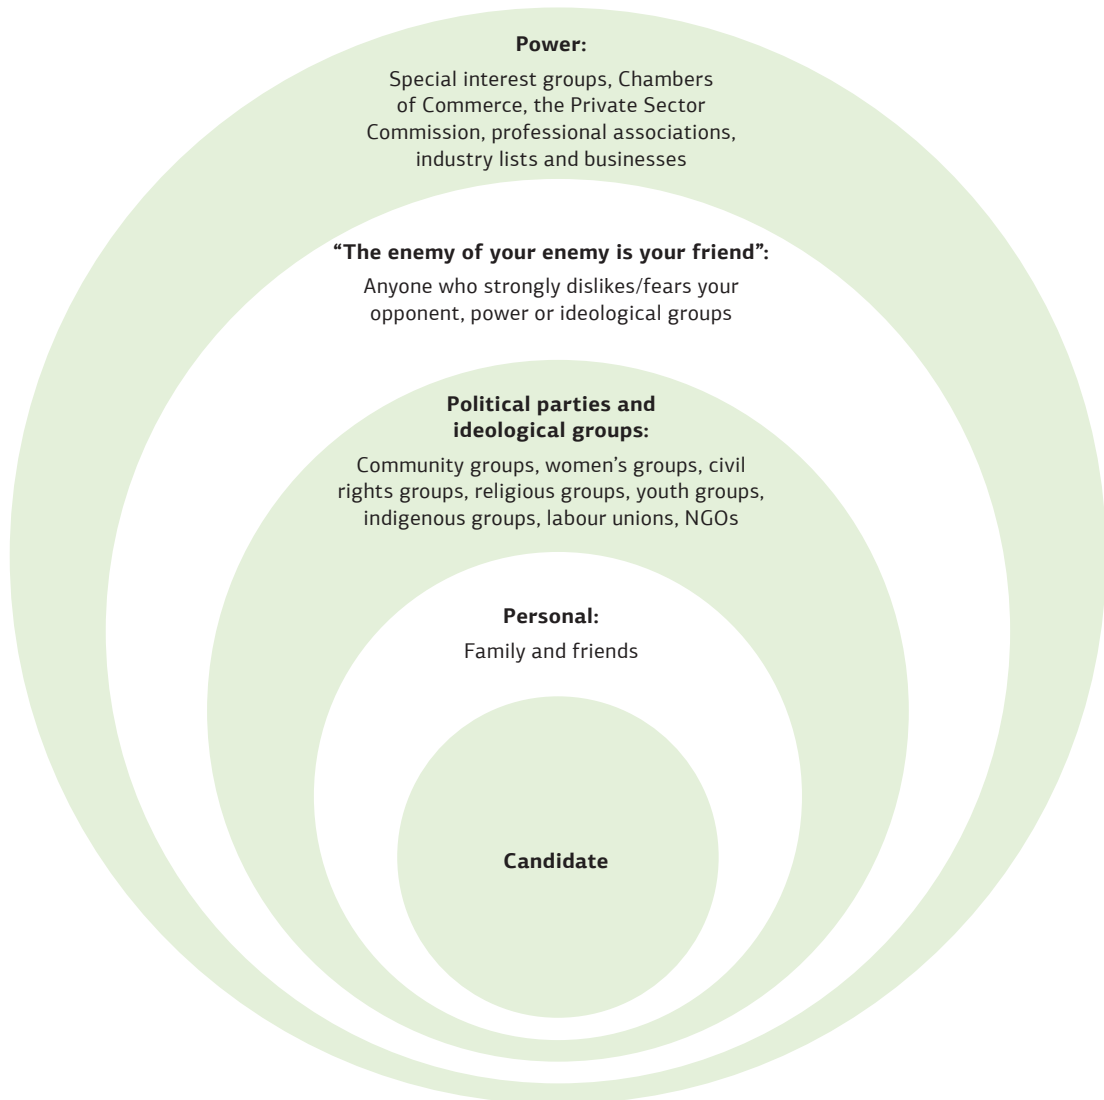 Power:
Special interest groups, Chambers
of Commerce, the Private Sector
Commission, professional associations,
industry lists and businesses
“The enemy of your enemy is your friend”:
Anyone who strongly dislikes/fears your
opponent, power or ideological groups
Political parties and
ideological groups:
Community groups, women’s groups, civil
rights groups, religious groups, youth groups,
indigenous groups, labour unions, NGOs
Personal:
Family and friends
Candidate